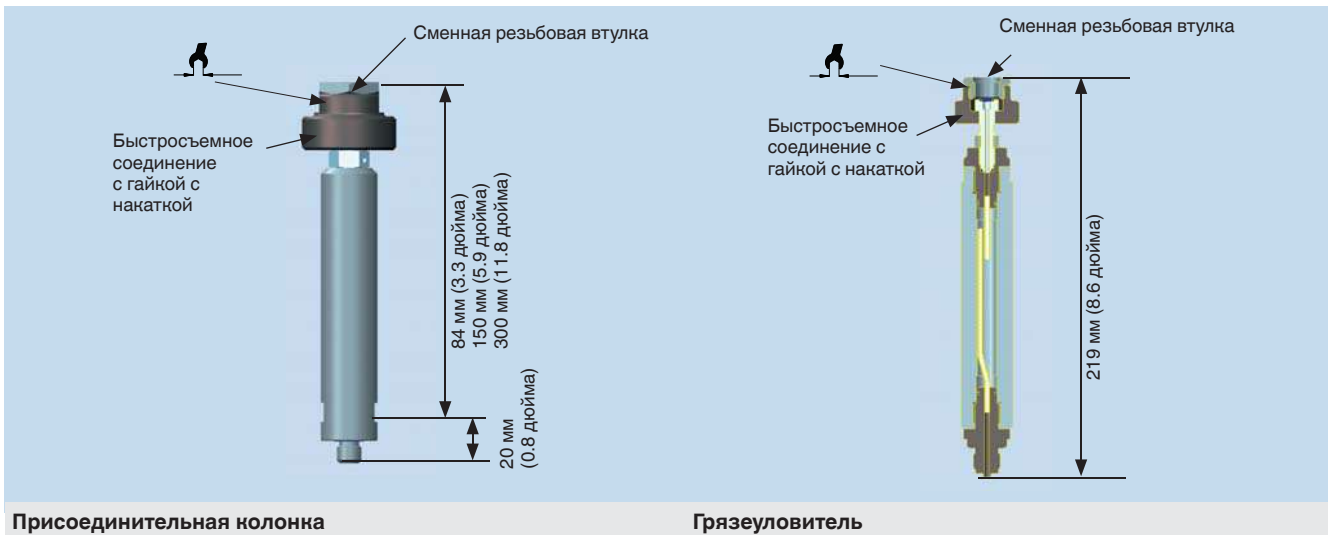 Сменная резьбовая втулка
Быстросъемное
соединение
с гайкой с
накаткой
84 мм (3.3 дюйма)
150 мм (5.9 дюйма)
300 мм (11.8 дюйма)
20 мм
(0.8 дюйма)
Присоединительная колонка
Сменная резьбовая втулка
Быстросъемное
соединение с
гайкой с накаткой
219 мм (8.6 дюйма)
Грязеуловитель